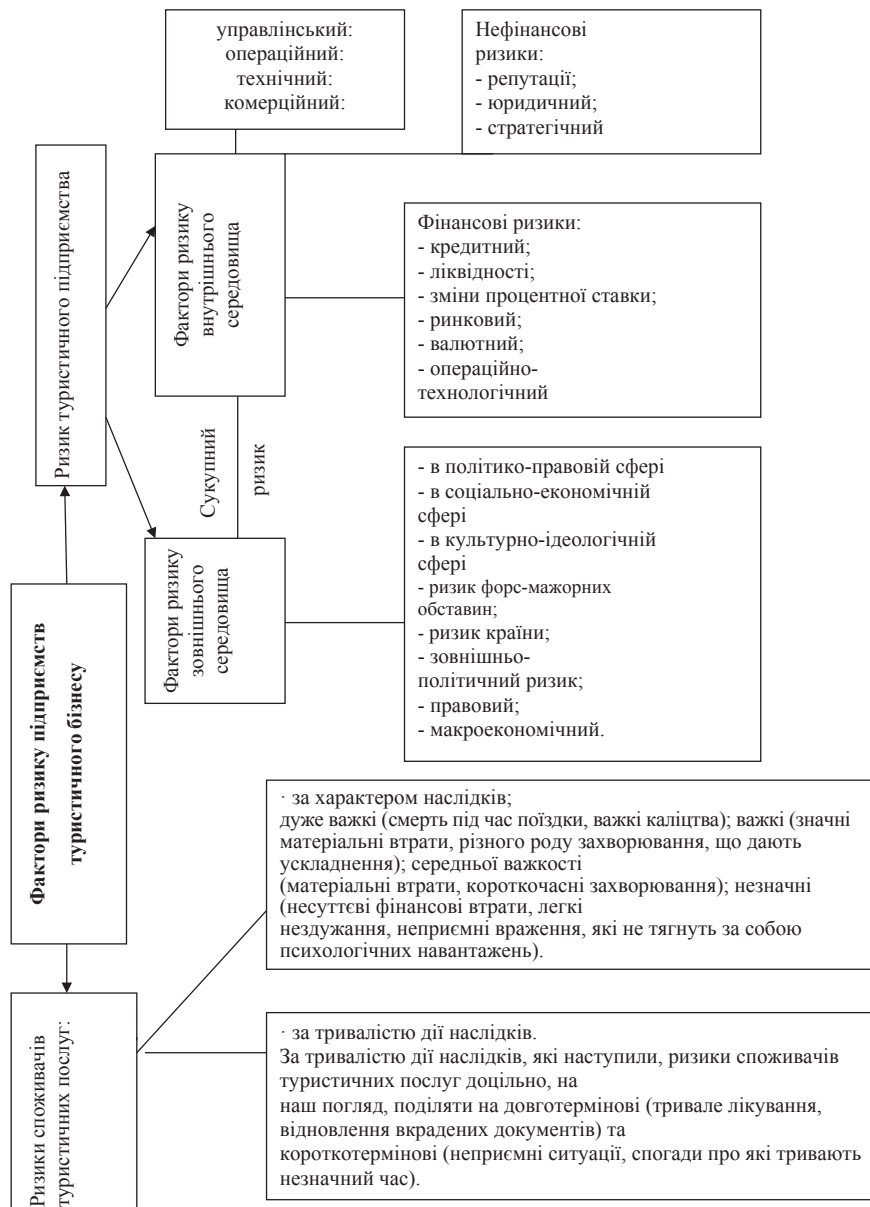 управлінський:
операційний:
технічний:
комерційний:
Нефінансові
ризики:
- репутації;
- юридичний;
- стратегічний
Ризик туристичного підприємства
Фактори ризику
внутрішнього
середовища
Фінансові ризики:
- кредитний;
- ліквідності;
- зміни процентної ставки;
- ринковий;
- валютний;
- операційно-
технологічний
Сукупний
ризик
Фактори ризику
зовнішнього
середовища
- в політико-правовій сфері
- в соціально-економічній
сфері
- в культурно-ідеологічній
сфері
- ризик форс-мажорних
обставин;
- ризик країни;
- зовнішньо-
політичний ризик;
- правовий;
- макроекономічний.
Фактори ризику підприємств
туристичного бізнесу
· за характером наслідків;
дуже важкі (смерть під час поїздки, важкі каліцтва); важкі (значні
матеріальні втрати, різного роду захворювання, що дають
ускладнення); середньої важкості
(матеріальні втрати, короткочасні захворювання); незначні
(несуттєві фінансові втрати, легкі
нездужання, неприємні враження, які не тягнуть за собою
психологічних навантажень).
Ризики споживачів
туристичних послуг:
· за тривалістю дії наслідків.
За тривалістю дії наслідків, які наступили, ризики споживачів
туристичних послуг доцільно, на
наш погляд, поділяти на довготермінові (тривале лікування,
відновлення вкрадених документів) та
короткотермінові (неприємні ситуації, спогади про які тривають
незначний час).